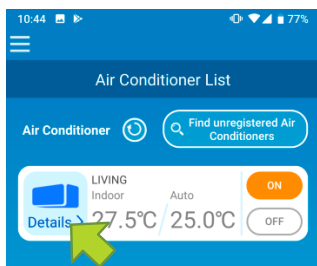 10:44 77%
Air Conditioner List
Air Conditioner
Find unregistered Air
Conditioners
LIVING
Indoor Auto
Details > 27.5℃ 25.0℃
ON
OFF